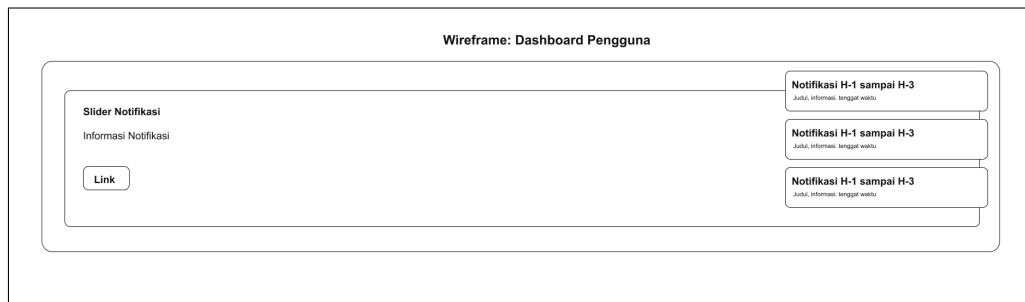 Wireframe: Dashboard Pengguna
Slider Notifikasi
Informasi Notifikasi
Link
Notifikasi H-1 sampai H-3
Judul, informasi. tenggat waktu
Notifikasi H-1 sampai H-3
Judul, informasi. tenggat waktu
Notifikasi H-1 sampai H-3
Judul, informasi. tenggat waktu